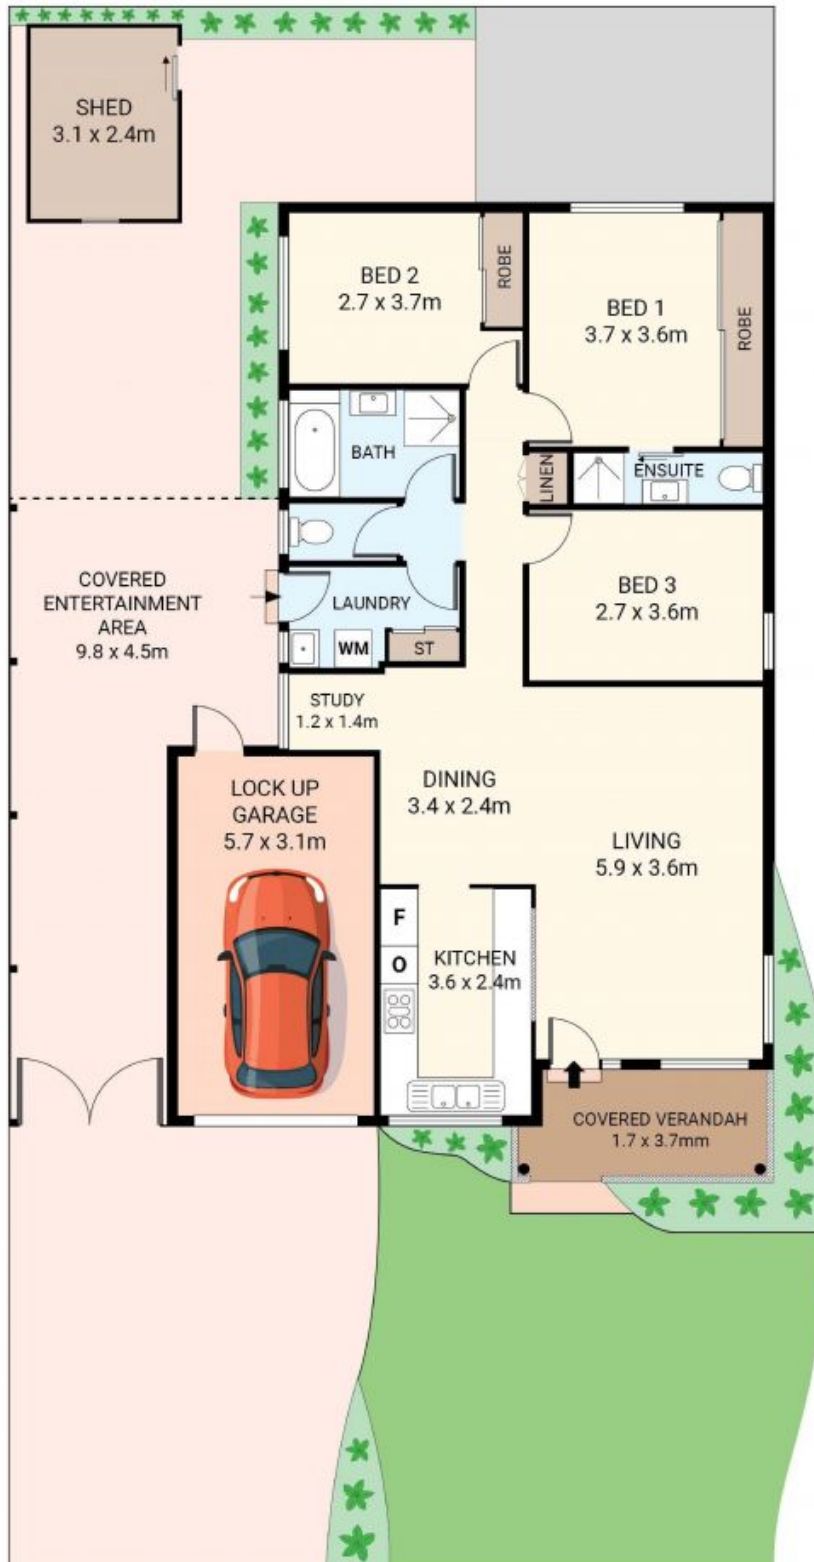 SHED
3.1 x 2.4m
BED 2
2.7 x 3.7m
ROBE
BED 1
3.7 x 3.6m
ROBE
BATH
LINEN
ENSUITE
COVERED
ENTERTAINMENT
AREA
9.8 x 4.5m
LAUNDRY
WM
ST
BED 3
2.7 x 3.6m
STUDY
1.2 x 1.4m
LOCK UP
GARAGE
5.7 x 3.1m
DINING
3.4 x 2.4m
LIVING
5.9 x 3.6m
F
O
KITCHEN
3.6 x 2.4m
COVERED VERANDAH
1.7 x 3.7mm